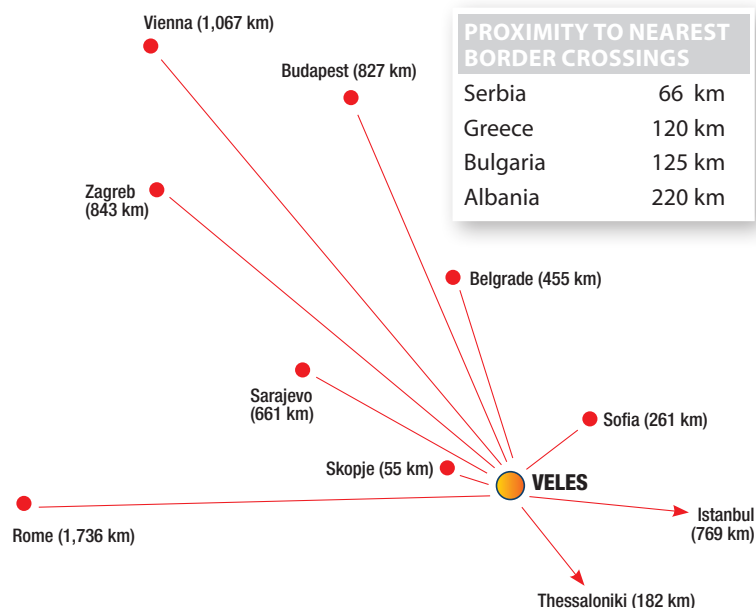 Vienna (1,067 km)
Budapest (827 km)
PROXIMITY TO NEAREST
BORDER CROSSINGS
Serbia 66 km
Greece 120 km
Bulgaria 125 km
Albania 220 km
Zagreb
(843 km)
Belgrade (455 km)
Sarajevo
(661 km)
Sofia (261 km)
Skopje (55 km)
VELES
Rome (1,736 km)
Istanbul
(769 km)
Thessaloniki (182 km)